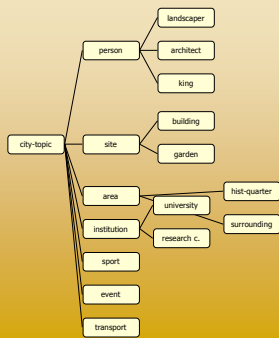 landscaper
person
architect
king
building
city-topic
site
garden
area
hist-quarter
university
institution
surrounding
research c.
sport
event
transport